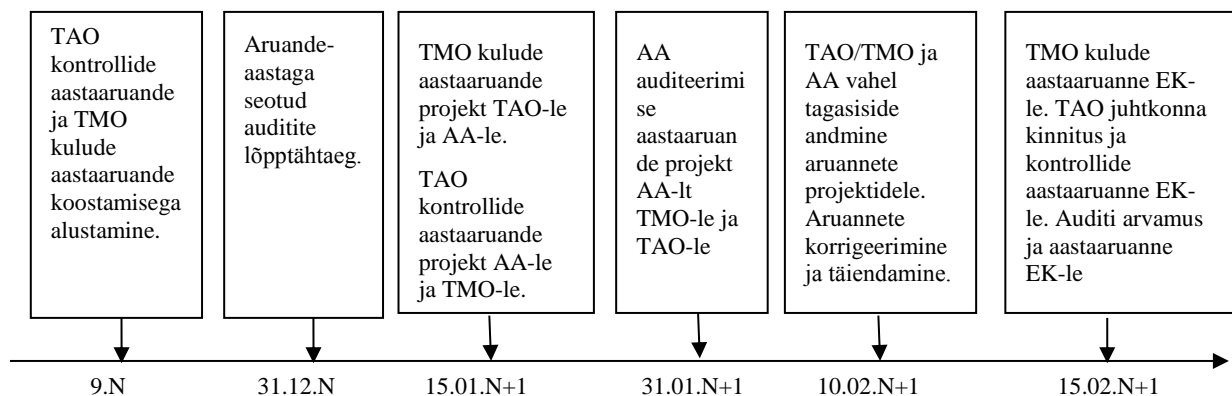 TAO
kontrollide
aastaaruande
ja TMO
kulude
aastaaruande
koostamisega
alustamine.
Aruande-
aastaga
seotud
auditite
lõpptähtaeg.
TMO kulude
aastaaruande
projekt TAO-le
ja AA-le.
TAO
kontrollide
aastaaruande
projekt AA-le
ja TMO-le.
AA
auditeerimi
se
aastaaruan
de projekt
AA-lt
TMO-le ja
TAO-le
TAO/TMO ja
AA vahel
tagasiside
andmine
aruannete
projektidele.
Aruannete
korrigeerimine
ja täiendamine.
TMO kulude
aastaaruanne EK-
le. TAO juhtkonna
kinnitus ja
kontrollide
aastaaruanne EK-
le. Auditi arvamus
ja aastaaruanne
EK-le
9.N
31.12.N
15.01.N+1
31.01.N+1
10.02.N+1
15.02.N+1